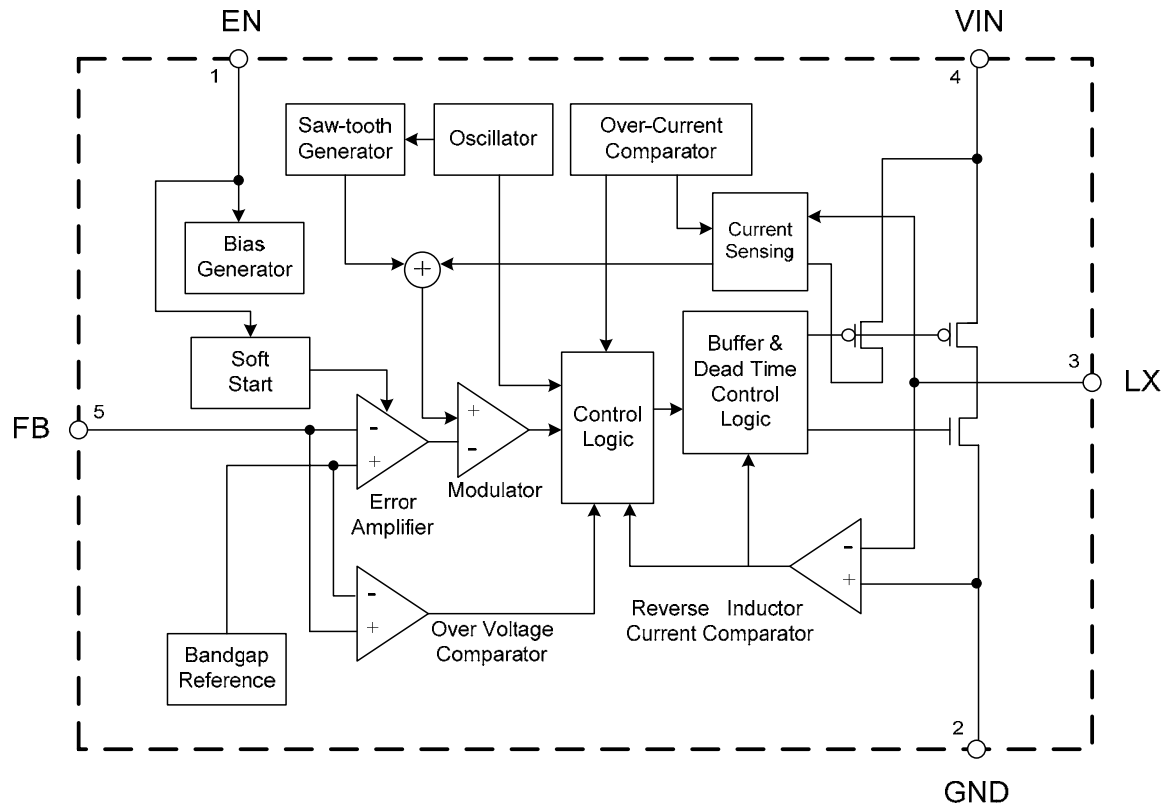 EN
VIN
1
4
Saw-tooth
Generator
Oscillator
Over-Current
Comparator
Bias
Generator
+
Current
Sensing
Soft
Start
Buffer &
Dead Time
Control
Logic
3
LX
FB
5
-
+
Error
Amplifier
+
-
Modulator
Control
Logic
-
+
Reverse Inductor
Current Comparator
-
+
Over Voltage
Comparator
Bandgap
Reference
2
GND